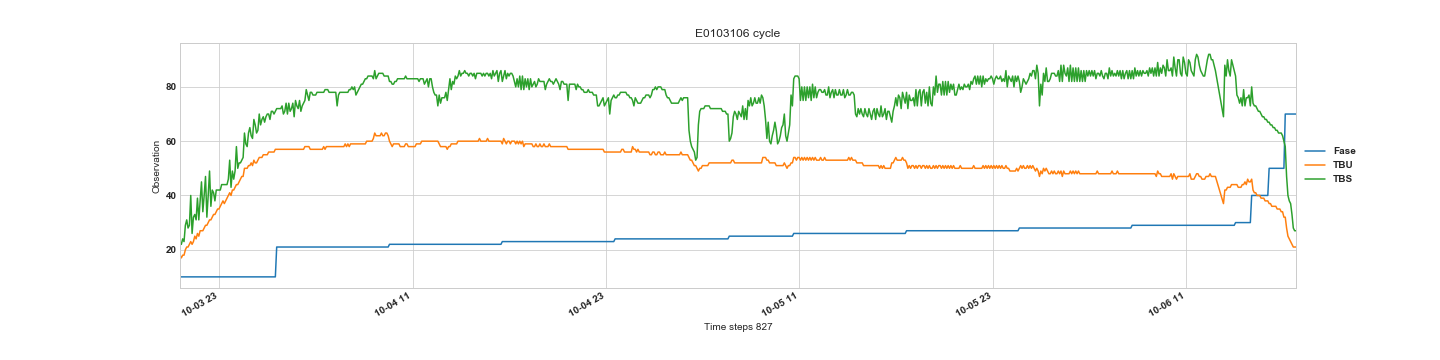 E0103106 cycle
Observation
80
60
40
20
10-03 23
10-04 11
10-04 23
10-05 11
10-05 23
10-06 11
Time steps 827
Fase
TBU
TBS